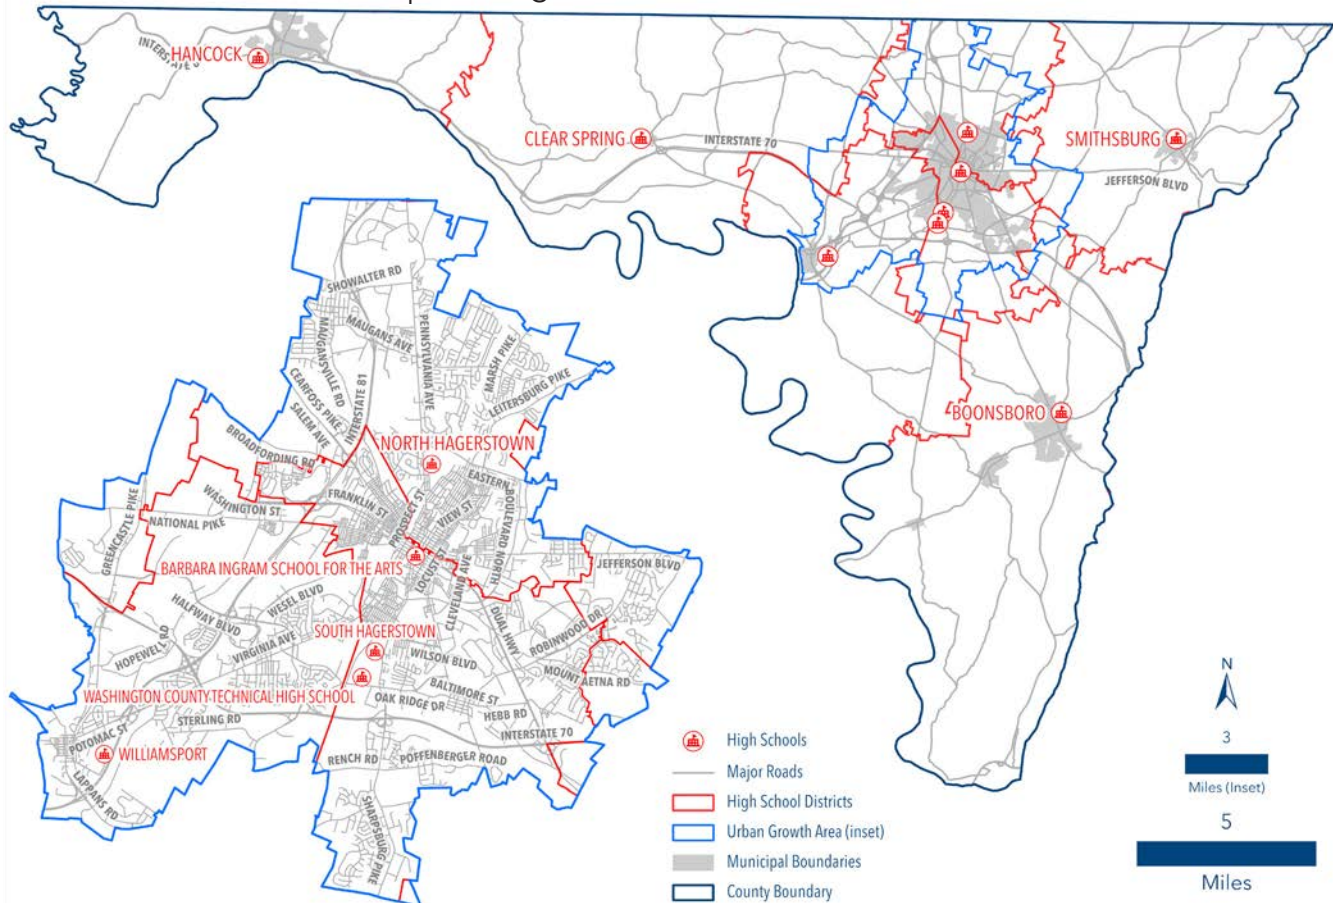 HANCOCK
INTERSTATE
CLEAR SPRING
INTERSTATE 70
SMITHSBURG
JEFFERSON BLVD
BOONSBORO
SHOWALTER RD
MAUGANS AVE
MAUGANSVILLE RD
PENNSYLVANIA AVE
MARSH PIKE
LEITERSBURG PIKE
CEARFOSS PIKE
SALEM AVE
INTERSTATE 81
BROADFORDING RD
NORTH HAGERSTOWN
EASTERN
BOULEVARD NORTH
GREENCASTLE PIKE
WASHINGTON ST
NATIONAL PIKE
FRANKLIN ST
PROSPECT ST
VIEW ST
BARBARA INGRAM SCHOOL FOR THE ARTS
LOCUST ST
CLEVELAND AVE
JEFFERSON BLVD
HALFWAY BLVD
WESEL BLVD
DUAL HWY
ROBINWOOD DR
HOPEWELL RD
VIRGINIA AVE
SOUTH HAGERSTOWN
WILSON BLVD
MOUNT AETNA RD
WASHINGTON COUNTY TECHNICAL HIGH SCHOOL
BALTIMORE ST
OAK RIDGE DR
HEBB RD
STERLING RD
POTOMAC ST
INTERSTATE 70
WILLIAMSPORT
RENCH RD
POFFENBERGER ROAD
LAPPANS RD
SHARPSBURG PIKE
High Schools
Major Roads
High School Districts
Urban Growth Area (inset)
Municipal Boundaries
County Boundary
N
3
Miles (Inset)
5
Miles